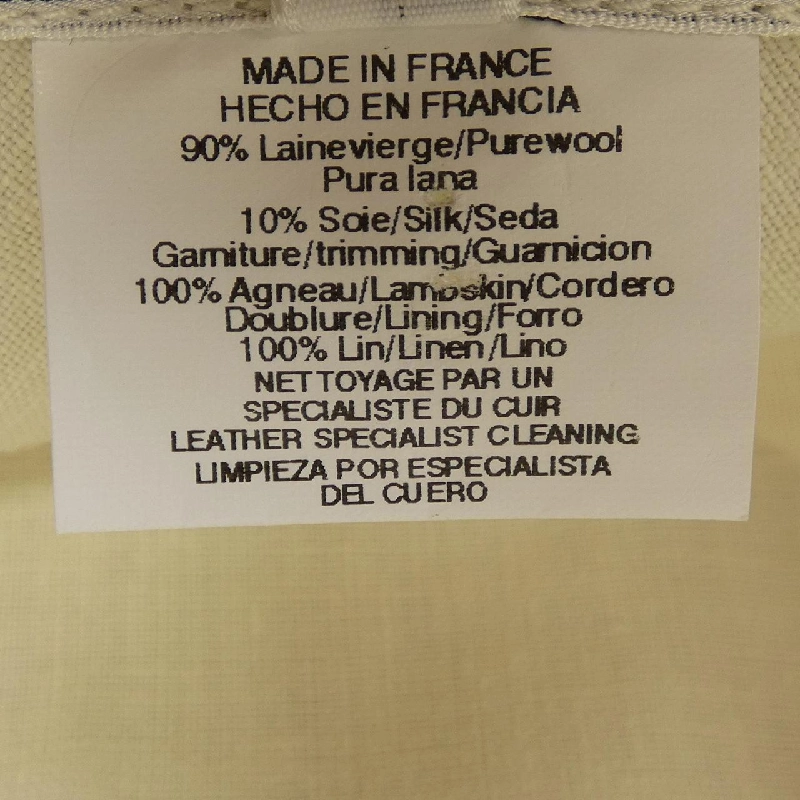 MADE IN FRANCE
HECHO EN FRANCIA
90% Lainevierge/Purewool
Pura lana
10% Soie/Silk/Seda
Garniture/trimming/Guarnicion
100% Agneau/Lambskin/Cordero
Doublure/Lining/Forro
100% Lin/Linen/Lino
NETTOYAGE PAR UN
SPECIALISTE DU CUIR
LEATHER SPECIALIST CLEANING
LIMPIEZA POR ESPECIALISTA
DEL CUERO